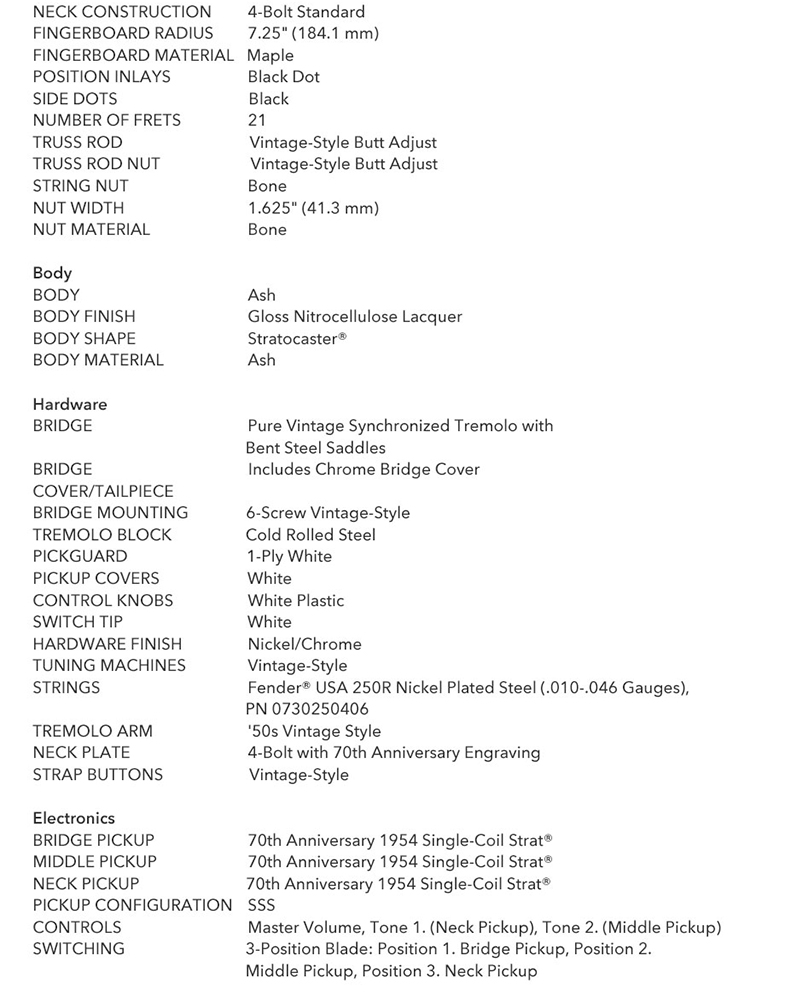 NECK CONSTRUCTION 4-Bolt Standard
FINGERBOARD RADIUS 7.25" (184.1 mm)
FINGERBOARD MATERIAL Maple
POSITION INLAYS Black Dot
SIDE DOTS Black
NUMBER OF FRETS 21
TRUSS ROD Vintage-Style Butt Adjust
TRUSS ROD NUT Vintage-Style Butt Adjust
STRING NUT Bone
NUT WIDTH 1.625" (41.3 mm)
NUT MATERIAL Bone
Body
BODY Ash
BODY FINISH Gloss Nitrocellulose Lacquer
BODY SHAPE Stratocaster®
BODY MATERIAL Ash
Hardware
BRIDGE Pure Vintage Synchronized Tremolo with
Bent Steel Saddles
BRIDGE Includes Chrome Bridge Cover
COVER/TAILPIECE
BRIDGE MOUNTING 6-Screw Vintage-Style
TREMOLO BLOCK Cold Rolled Steel
PICKGUARD 1-Ply White
PICKUP COVERS White
CONTROL KNOBS White Plastic
SWITCH TIP White
HARDWARE FINISH Nickel/Chrome
TUNING MACHINES Vintage-Style
STRINGS Fender® USA 250R Nickel Plated Steel (.010-.046 Gauges),
PN 0730250406
TREMOLO ARM '50s Vintage Style
NECK PLATE 4-Bolt with 70th Anniversary Engraving
STRAP BUTTONS Vintage-Style
Electronics
BRIDGE PICKUP 70th Anniversary 1954 Single-Coil Strat®
MIDDLE PICKUP 70th Anniversary 1954 Single-Coil Strat®
NECK PICKUP 70th Anniversary 1954 Single-Coil Strat®
PICKUP CONFIGURATION SSS
CONTROLS Master Volume, Tone 1. (Neck Pickup), Tone 2. (Middle Pickup)
SWITCHING 3-Position Blade: Position 1. Bridge Pickup, Position 2.
Middle Pickup, Position 3. Neck Pickup